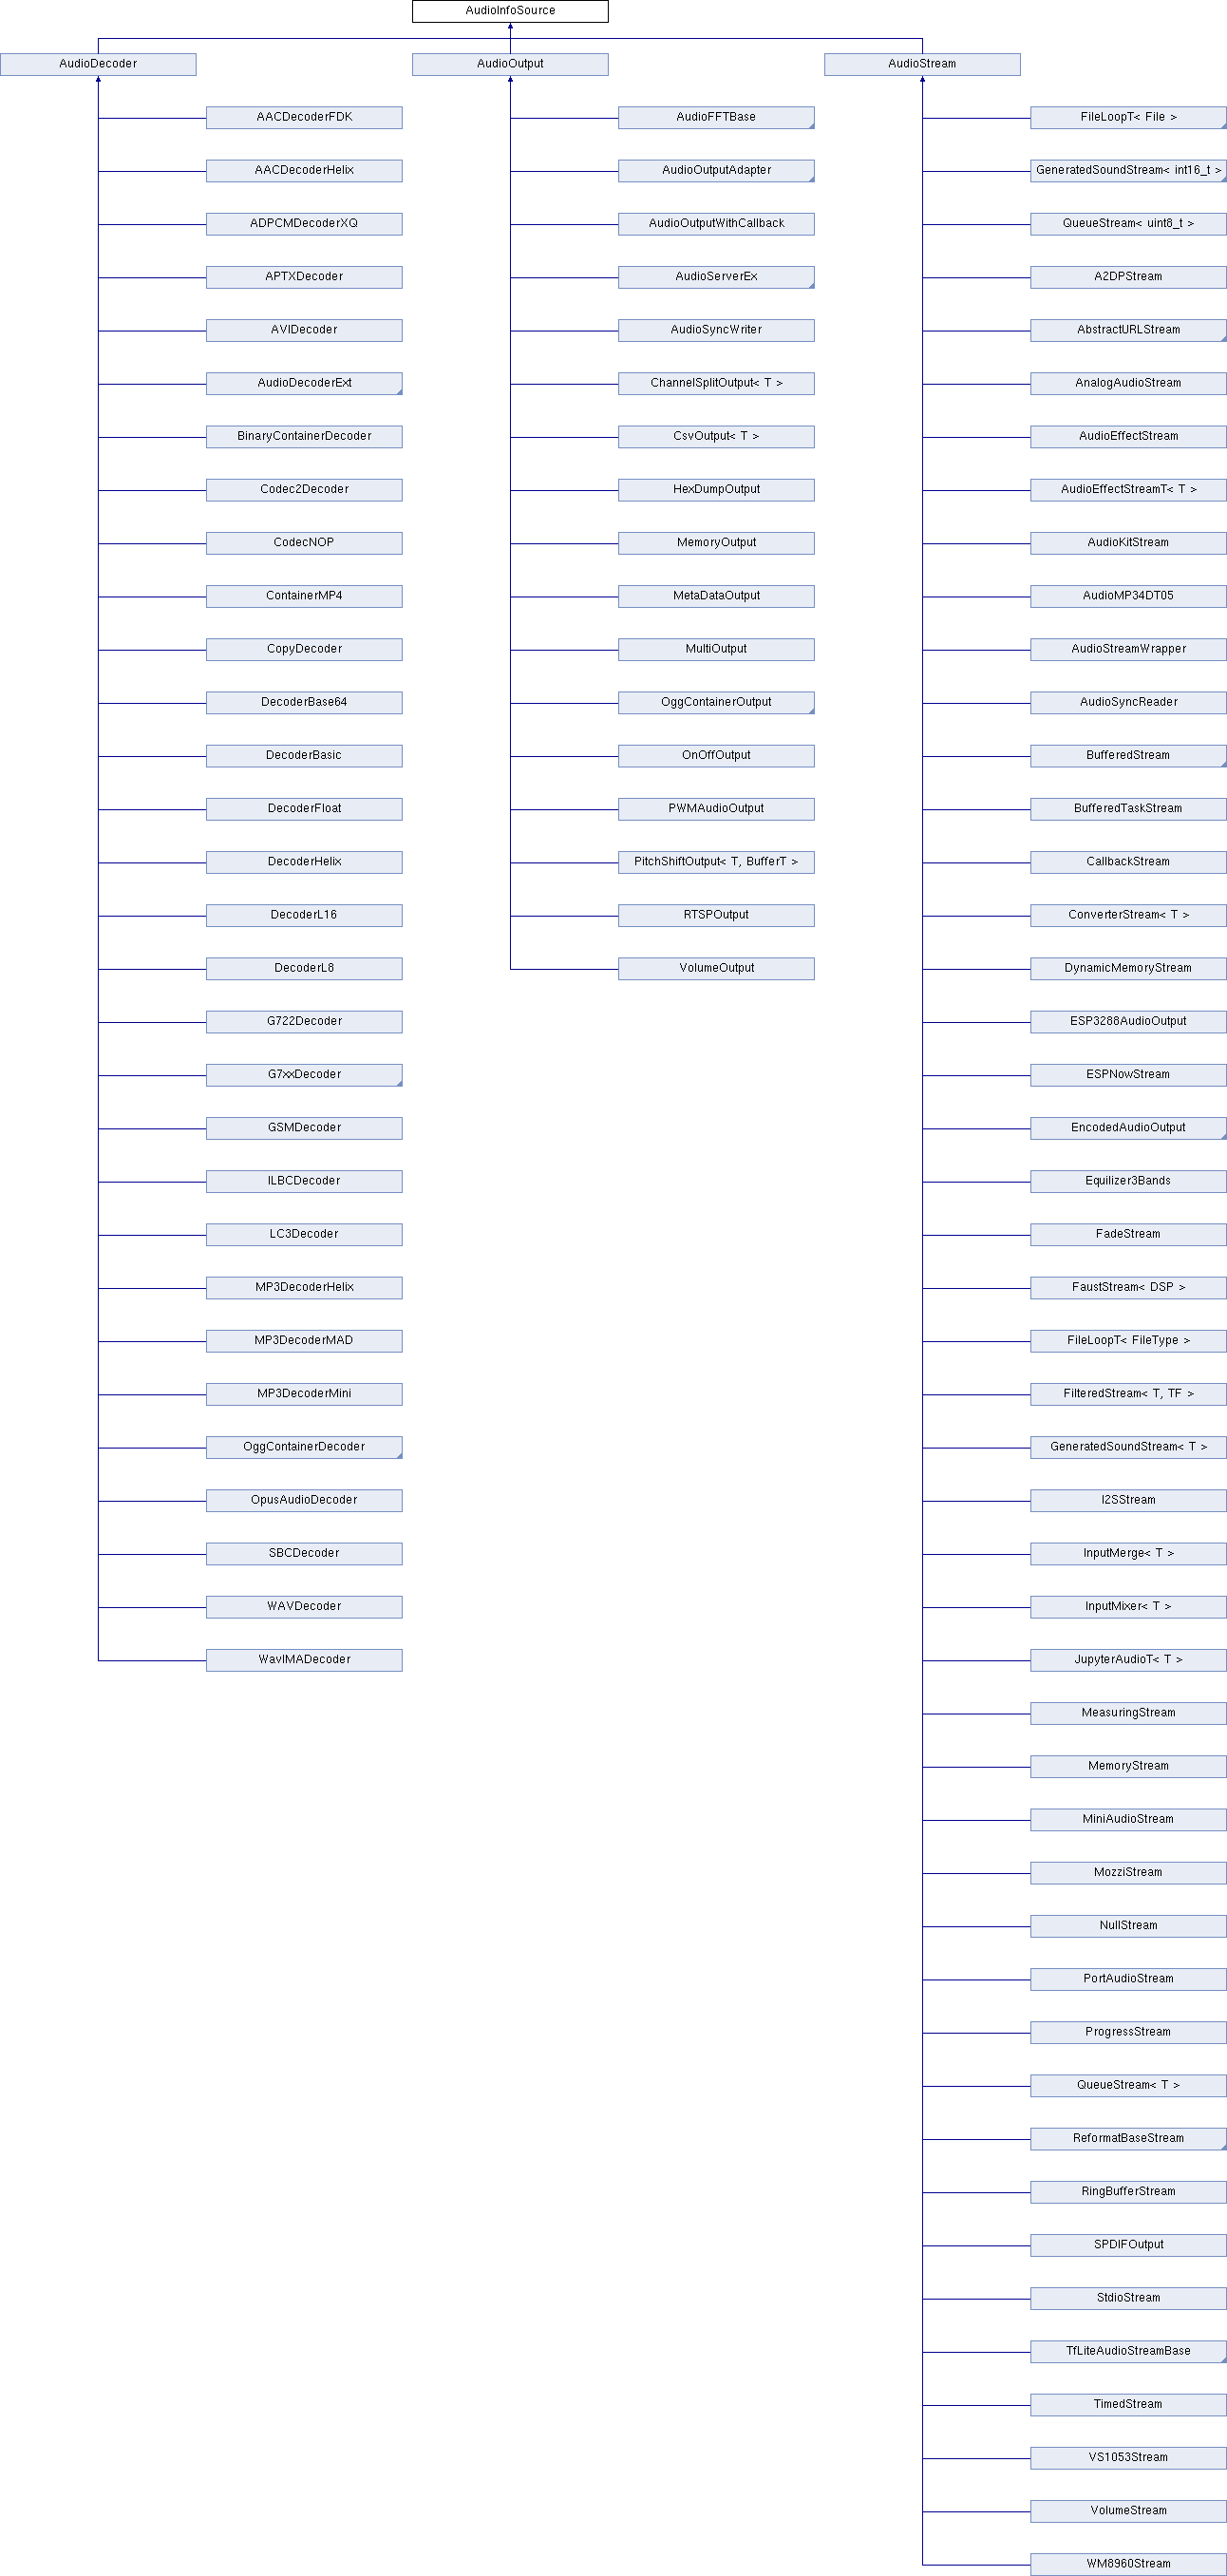 AudioInfoSource
AudioDecoder
AudioOutput
AudioStream
AACDecoderFDK
AACDecoderHelix
ADPCMDecoderXQ
APTXDecoder
AVIDecoder
AudioDecoderExt
BinaryContainerDecoder
Codec2Decoder
CodecNOP
ContainerMP4
CopyDecoder
DecoderBase64
DecoderBasic
DecoderFloat
DecoderHelix
DecoderL16
DecoderL8
G722Decoder
G7xxDecoder
GSMDecoder
ILBCDecoder
LC3Decoder
MP3DecoderHelix
MP3DecoderMAD
MP3DecoderMini
OggContainerDecoder
OpusAudioDecoder
SBCDecoder
WAVDecoder
WavIMADecoder
AudioFFTBase
AudioOutputAdapter
AudioOutputWithCallback
AudioServerEx
AudioSyncWriter
ChannelSplitOutput< T >
CsvOutput< T >
HexDumpOutput
MemoryOutput
MetaDataOutput
MultiOutput
OggContainerOutput
OnOffOutput
PWMAudioOutput
PitchShiftOutput< T, BufferT >
RTSPOutput
VolumeOutput
FileLoopT< File >
GeneratedSoundStream< int16_t >
QueueStream< uint8_t >
A2DPStream
AbstractURLStream
AnalogAudioStream
AudioEffectStream
AudioEffectStreamT< T >
AudioKitStream
AudioMP34DT05
AudioStreamWrapper
AudioSyncReader
BufferedStream
BufferedTaskStream
CallbackStream
ConverterStream< T >
DynamicMemoryStream
ESP3288AudioOutput
ESPNowStream
EncodedAudioOutput
Equilizer3Bands
FadeStream
FaustStream< DSP >
FileLoopT< FileType >
FilteredStream< T, TF >
GeneratedSoundStream< T >
I2SStream
InputMerge< T >
InputMixer< T >
JupyterAudioT< T >
MeasuringStream
MemoryStream
MiniAudioStream
MozziStream
NullStream
PortAudioStream
ProgressStream
QueueStream< T >
ReformatBaseStream
RingBufferStream
SPDIFOutput
StdioStream
TfLiteAudioStreamBase
TimedStream
VS1053Stream
VolumeStream
WM8960Stream